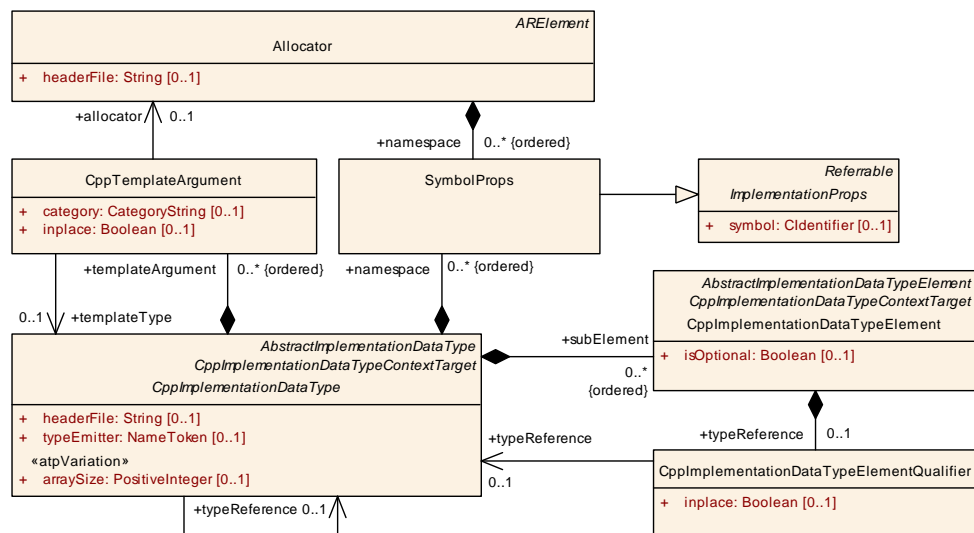 ARElement
Allocator
+ headerFile: String [0..1]
+allocator
0..1
+namespace
0..* {ordered}
CppTemplateArgument
+ category: CategoryString [0..1]
+ inplace: Boolean [0..1]
SymbolProps
Referrable
ImplementationProps
+ symbol: CIdentifier [0..1]
+templateArgument
0..* {ordered}
+namespace
0..* {ordered}
0..1
+templateType
AbstractImplementationDataTypeElement
CppImplementationDataTypeContextTarget
CppImplementationDataTypeElement
+ isOptional: Boolean [0..1]
AbstractImplementationDataType
CppImplementationDataTypeContextTarget
CppImplementationDataType
+ headerFile: String [0..1]
+ typeEmitter: NameToken [0..1]
«atpVariation»
+ arraySize: PositiveInteger [0..1]
+subElement
0..*
{ordered}
+typeReference
0..1
+typeReference
0..1
CppImplementationDataTypeElementQualifier
+ inplace: Boolean [0..1]
+typeReference 0..1